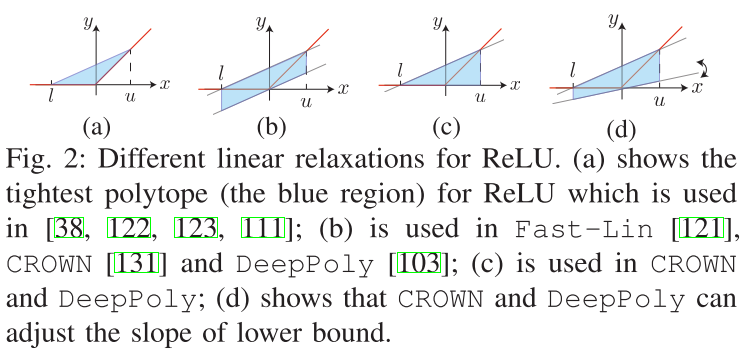 y y y y
l u x l u x l u x l u x
(a) (b) (c) (d)
Fig. 2: Different linear relaxations for ReLU. (a) shows the
tightest polytope (the blue region) for ReLU which is used
in [38, 122, 123, 111]; (b) is used in Fast-Lin [121],
CROWN [131] and DeepPoly [103]; (c) is used in CROWN
and DeepPoly; (d) shows that CROWN and DeepPoly can
adjust the slope of lower bound.